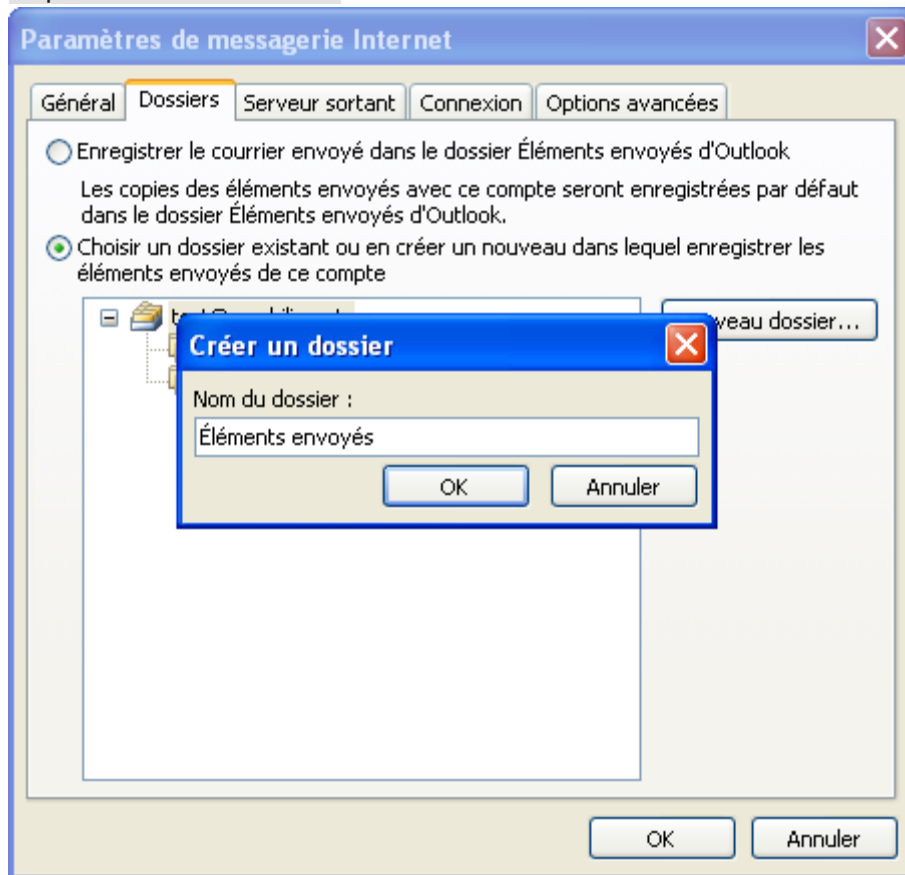 Paramètres de messagerie Internet
Général Dossiers Serveur sortant Connexion Options avancées
Enregistrer le courrier envoyé dans le dossier Éléments envoyés d'Outlook
Les copies des éléments envoyés avec ce compte seront enregistrées par défaut
dans le dossier Éléments envoyés d'Outlook.
Choisir un dossier existant ou en créer un nouveau dans lequel enregistrer les
éléments envoyés de ce compte
dossier...
Créer un dossier
Nom du dossier :
Éléments envoyés
OK Annuler
OK Annuler